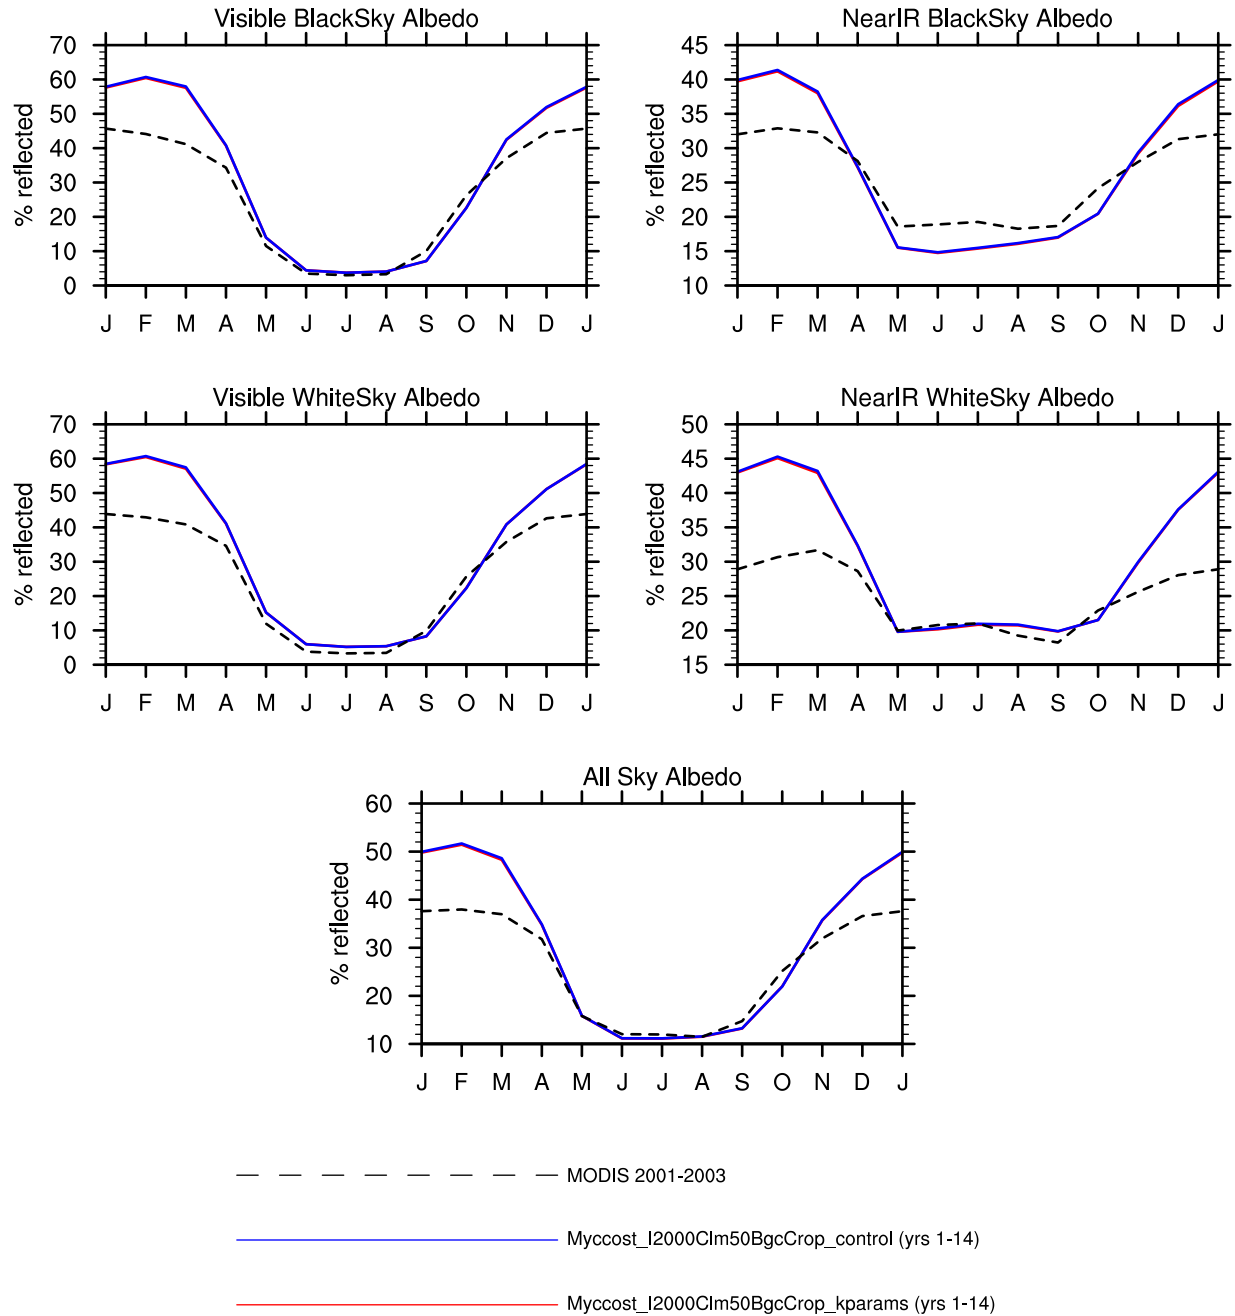 Visible BlackSky Albedo
% reflected
70
60
50
40
30
20
10
0
J F M A M J J A S O N D J
NearIR BlackSky Albedo
% reflected
45
40
35
30
25
20
15
10
J F M A M J J A S O N D J
Visible WhiteSky Albedo
% reflected
70
60
50
40
30
20
10
0
J F M A M J J A S O N D J
NearIR WhiteSky Albedo
% reflected
50
45
40
35
30
25
20
15
J F M A M J J A S O N D J
All Sky Albedo
% reflected
60
50
40
30
20
10
J F M A M J J A S O N D J
MODIS 2001-2003
Myccost_I2000Clm50BgcCrop_control (yrs 1-14)
Myccost_I2000Clm50BgcCrop_kparams (yrs 1-14)